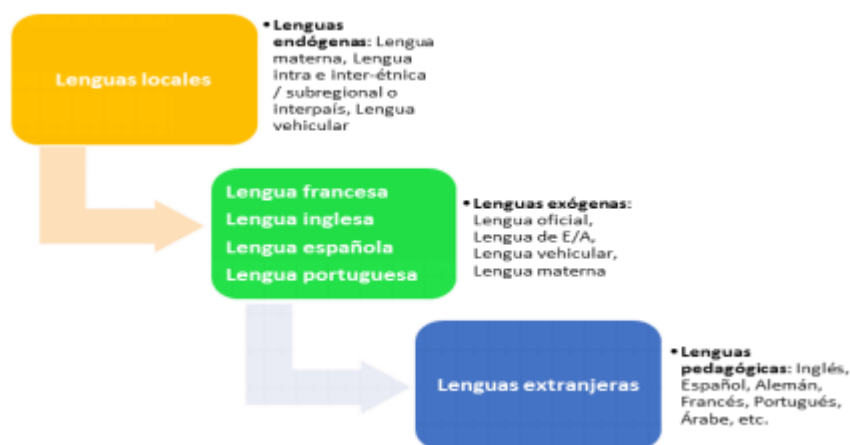 Lenguas locales
• Lenguas
endógenas: Lengua
materna, Lengua
intra e inter-étnica
/ subregional o
interpaís, Lengua
vehicular
Lengua francesa
Lengua inglesa
Lengua española
Lengua portuguesa
• Lenguas exógenas:
Lengua oficial,
Lengua de E/A,
Lengua vehicular,
Lengua materna
Lenguas extranjeras
• Lenguas
pedagógicas: Inglés,
Español, Alemán,
Francés, Portugués,
Árabe, etc.